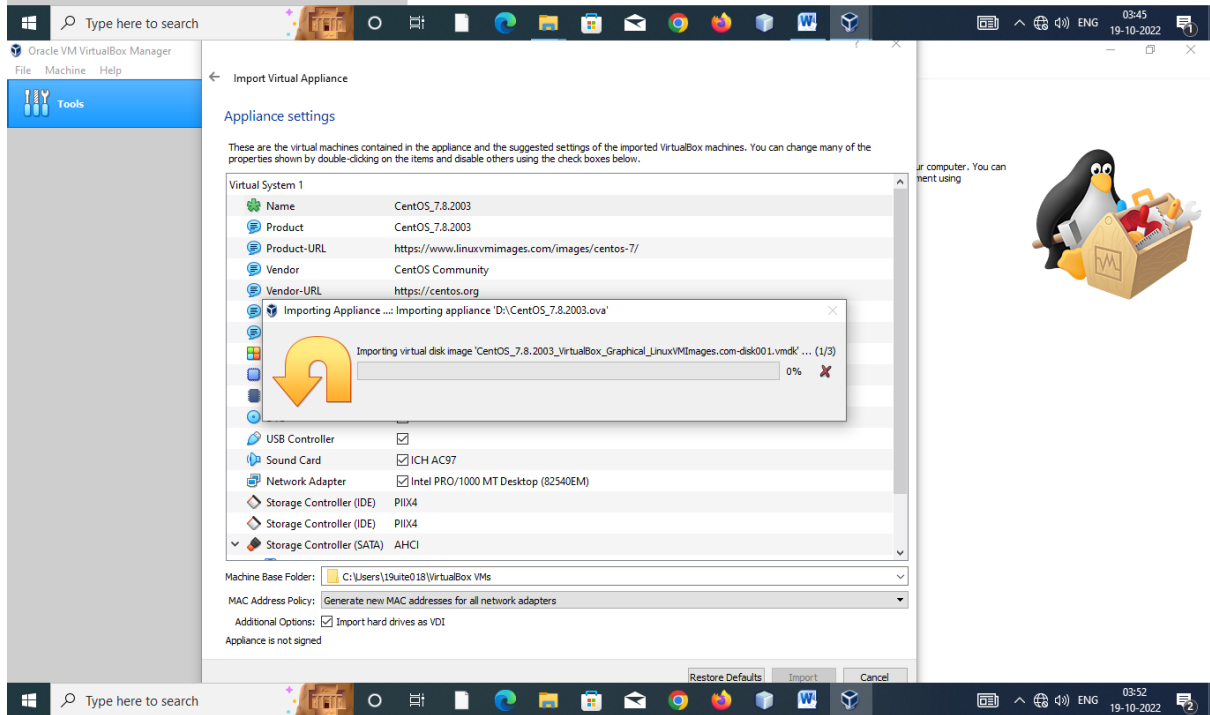 Type here to search
ENG
03:45
19-10-2022
1
Oracle VM VirtualBox Manager
?
File Machine Help
Tools
Import Virtual Appliance
Appliance settings
These are the virtual machines contained in the appliance and the suggested settings of the imported VirtualBox machines. You can change many of the
properties shown by double-clicking on the items and disable others using the check boxes below.
ur computer. You can
ment using
Virtual System 1
Name CentOS_7.8.2003
Product CentOS_7.8.2003
Product-URL https://www.linuxvmimages.com/images/centos-7/
Vendor CentOS Community
Vendor-URL https://centos.org
Importing Appliance ...: Importing appliance 'D:\CentOS_7.8.2003.ova'
Importing virtual disk image 'CentOS_7.8.2003_VirtualBox_Graphical_LinuxVMImages.com-disk001.vmdk' ... (1/3)
0%
USB Controller
Sound Card ICH AC97
Network Adapter Intel PRO/1000 MT Desktop (82540EM)
Storage Controller (IDE) PIIX4
Storage Controller (IDE) PIIX4
Storage Controller (SATA) AHCI
Machine Base Folder: C:\Users\19uite018\VirtualBox VMs
MAC Address Policy: Generate new MAC addresses for all network adapters
Additional Options: Import hard drives as VDI
Appliance is not signed
Restore Defaults Import Cancel
Type here to search
ENG
03:52
19-10-2022
2